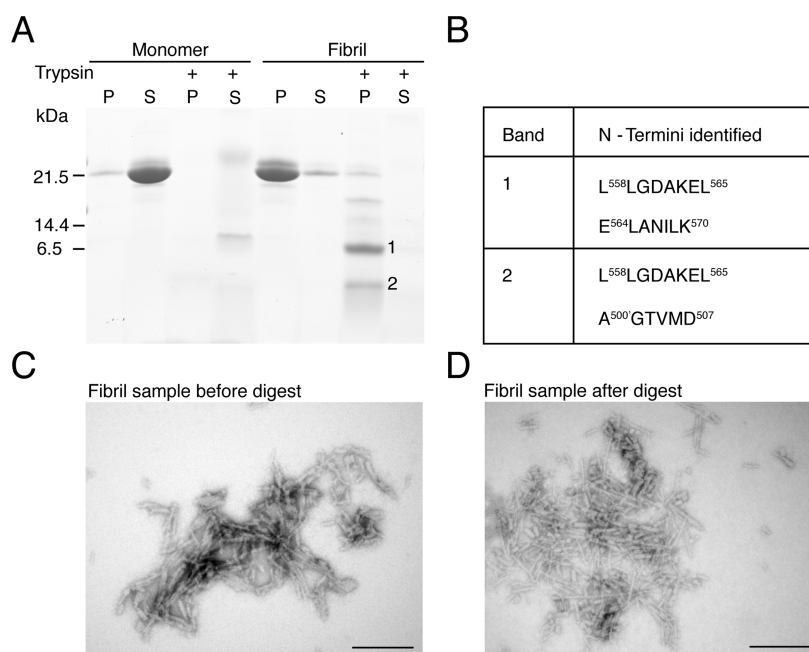 A
B
Monomer
Fibril
Trypsin + + + +
P S P S P S P S
kDa
21.5
14.4
6.5
1
2
Band N - Termini identified
1 L⁵⁵⁸LGDAKEL⁵⁶⁵
E⁵⁶⁴LANILK⁵⁷⁰
2 L⁵⁵⁸LGDAKEL⁵⁶⁵
A⁵⁰⁰'GTVMD⁵⁰⁷
C
D
Fibril sample before digest
Fibril sample after digest